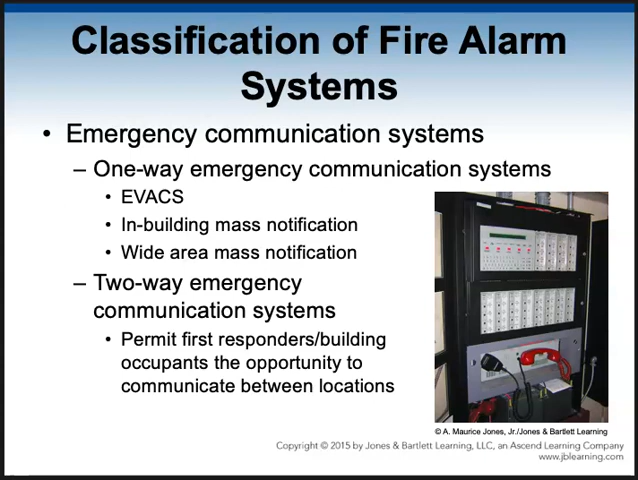 Classification of Fire Alarm
Systems
• Emergency communication systems
– One-way emergency communication systems
• EVACS
• In-building mass notification
• Wide area mass notification
– Two-way emergency
communication systems
• Permit first responders/building
occupants the opportunity to
communicate between locations
© A. Maurice Jones, Jr./Jones & Bartlett Learning
Copyright © 2015 by Jones & Bartlett Learning, LLC, an Ascend Learning Company
www.jblearning.com